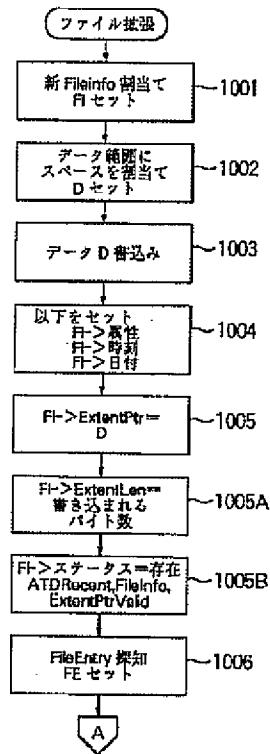 ファイル拡張
新 FileInfo 割当て
FIセット
1001
データ範囲に
スペースを割当て
D セット
1002
データ D 書込み
1003
以下をセット
FI->属性
FI->時刻
FI->日付
1004
FI->ExtentPtr=
D
1005
FI->ExtentLen=
書き込まれる
バイト数
1005A
FI->ステータス=存在
ATDRecent,FileInfo,
ExtentPtrValid
1005B
FileEntry 探知
FE セット
1006
A